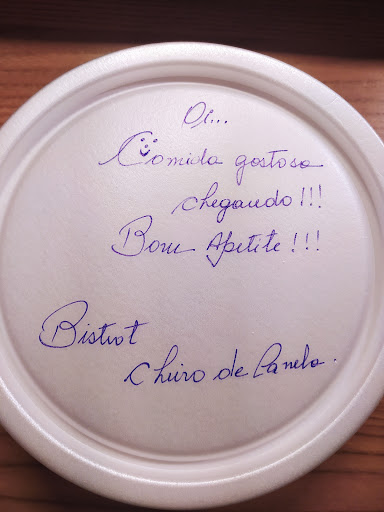 Oi...
Comida gostosa
chegando!!!
Bom Apetite!!!
Bistrot
Cheiro de Panela.